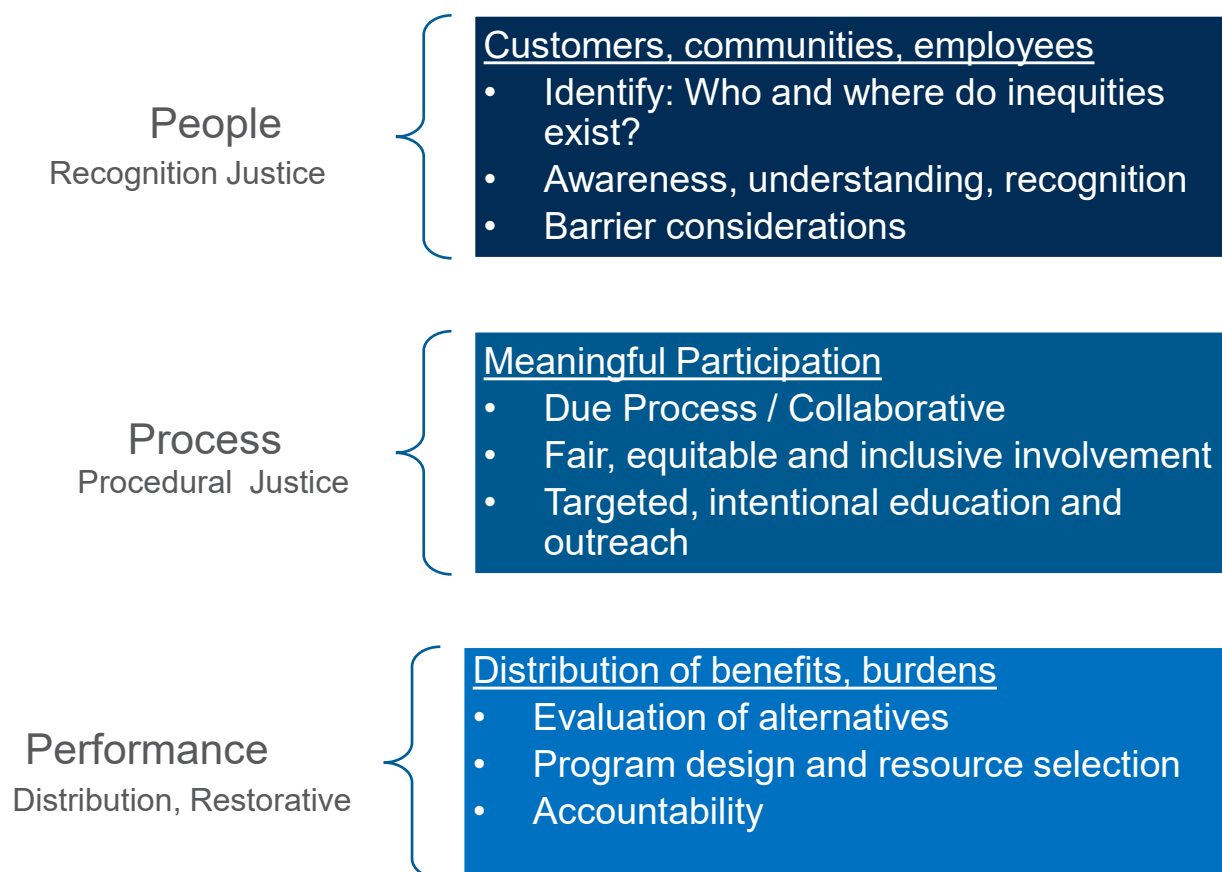 People
Recognition Justice
Customers, communities, employees
• Identify: Who and where do inequities
exist?
• Awareness, understanding, recognition
• Barrier considerations
Process
Procedural Justice
Meaningful Participation
• Due Process / Collaborative
• Fair, equitable and inclusive involvement
• Targeted, intentional education and
outreach
Performance
Distribution, Restorative
Distribution of benefits, burdens
• Evaluation of alternatives
• Program design and resource selection
• Accountability